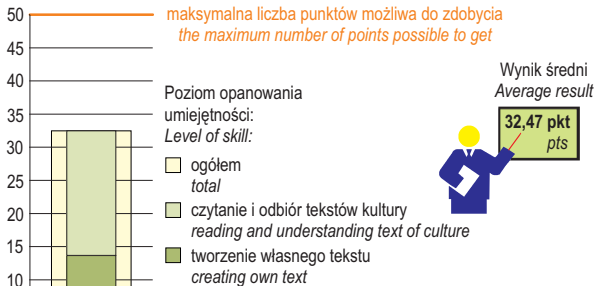 50
maksymalna liczba punktów możliwa do zdobycia
the maximum number of points possible to get
45
40
35
30
25
20
15
10
Poziom opanowania
umiejętności:
Level of skill:
ogółem
total
czytanie i odbiór tekstów kultury
reading and understanding text of culture
tworzenie własnego tekstu
creating own text
Wynik średni
Average result
32,47 pkt
pts